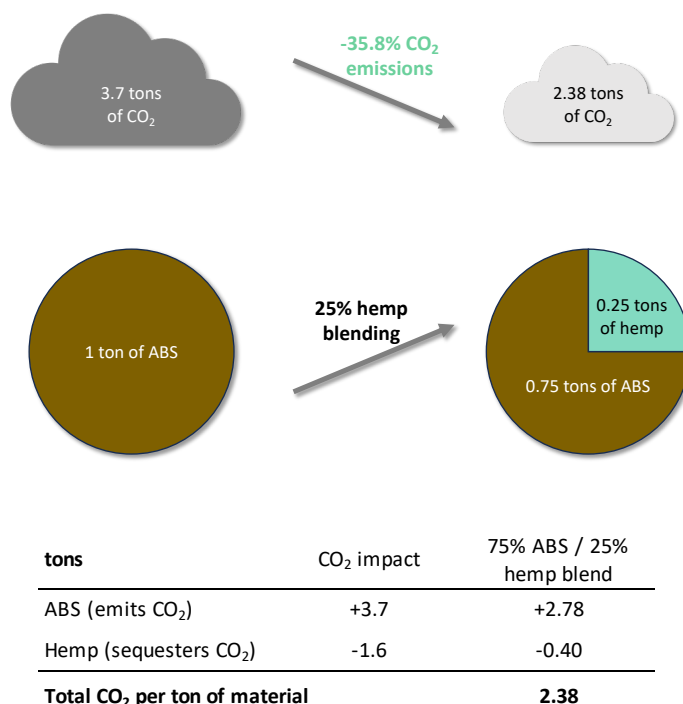 -35.8% CO₂
emissions
3.7 tons
of CO₂
2.38 tons
of CO₂
25% hemp
blending
0.25 tons
of hemp
1 ton of ABS
0.75 tons of ABS
tons CO₂ impact 75% ABS / 25%
hemp blend
ABS (emits CO₂) +3.7 +2.78
Hemp (sequesters CO₂) -1.6 -0.40
Total CO₂ per ton of material 2.38